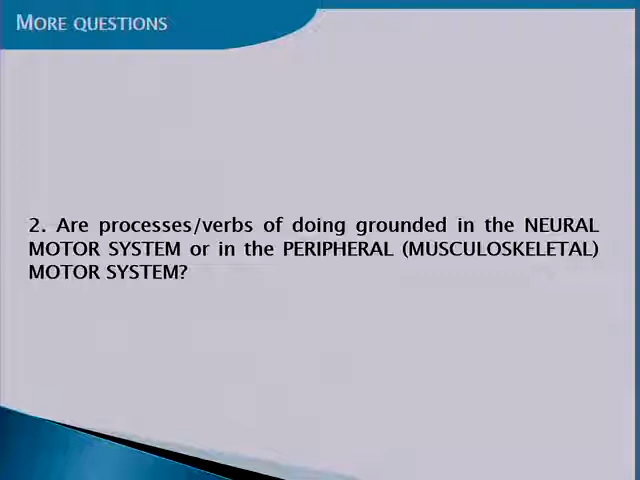 MORE QUESTIONS
2. Are processes/verbs of doing grounded in the NEURAL
MOTOR SYSTEM or in the PERIPHERAL (MUSCULOSKELETAL)
MOTOR SYSTEM?